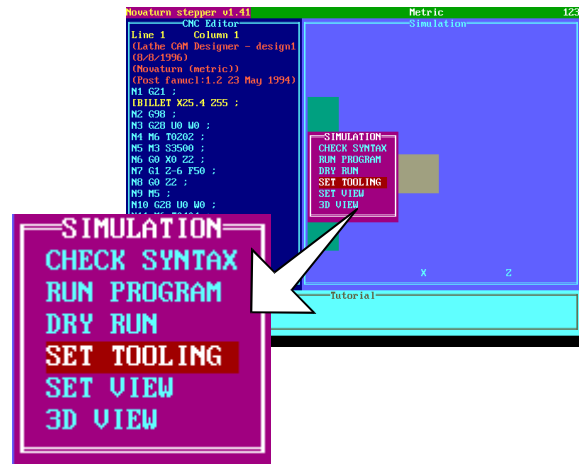 Novaturn stepper v1.41 Metric 123
CNC Editor
Line 1 Column 1
(Lathe CAM Designer - design1
(8/8/1996)
(Novaturn (metric))
(Post fanucl:1.2 23 May 1994)
N1 G21 ;
[BILLET X25.4 Z55 ;
N2 G98 ;
N3 G28 U0 W0 ;
N4 M6 T0202 ;
N5 M3 S3500 ;
N6 G0 X0 Z2 ;
N7 G1 Z-6 F50 ;
N8 G0 Z2 ;
N9 M5 ;
N10 G28 U0 W0 ;
Simulation
SIMULATION
CHECK SYNTAX
RUN PROGRAM
DRY RUN
SET TOOLING
SET VIEW
3D VIEW
X Z
Tutorial
SIMULATION
CHECK SYNTAX
RUN PROGRAM
DRY RUN
SET TOOLING
SET VIEW
3D VIEW